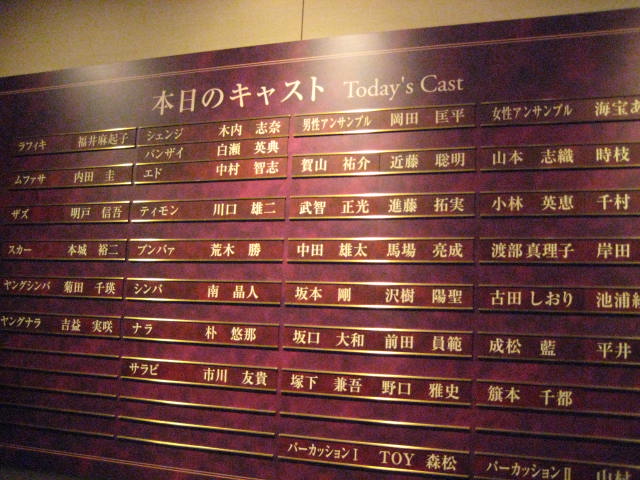 本日のキャスト Today's Cast
ラフィキ 福井麻起子
ムファサ 内田 圭
ザズ 明戸 信吾
スカー 本城 裕二
ヤングシンバ 菊田 千瑛
ヤングナラ 吉益 実咲
シェンジ 木内 志奈
バンザイ 白瀬 英典
エド 中村 智志
ティモン 川口 雄二
プンバァ 荒木 勝
シンバ 南 晶人
ナラ 朴 悠那
サラビ 市川 友貴
男性アンサンブル 岡田 匡平
賀山 祐介 近藤 聡明
武智 正光 進藤 拓実
中田 雄太 馬場 亮成
坂本 剛 沢樹 陽聖
坂口 大和 前田 員範
塚下 兼吾 野口 雅史
パーカッションⅠ TOY 森松
女性アンサンブル 海宝あ
山本 志織 時枝
小林 英恵 千村
渡部真理子 岸田
古田 しおり 池浦
成松 藍 平井
籏本 千都
パーカッションⅡ 山村